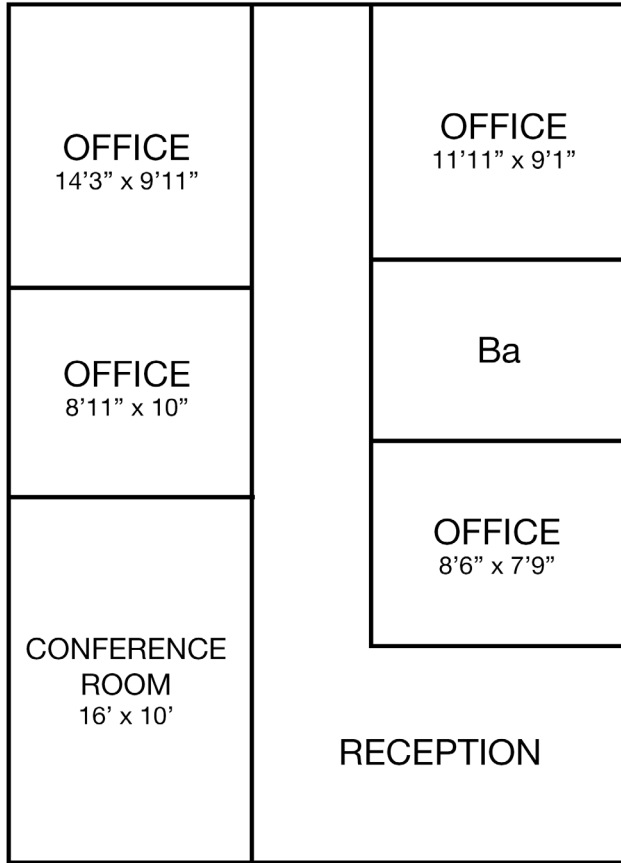 OFFICE
14’3” x 9’11”
OFFICE
11’11” x 9’1”
OFFICE
8’11” x 10”
Ba
OFFICE
8’6” x 7’9”
CONFERENCE
ROOM
16’ x 10’
RECEPTION